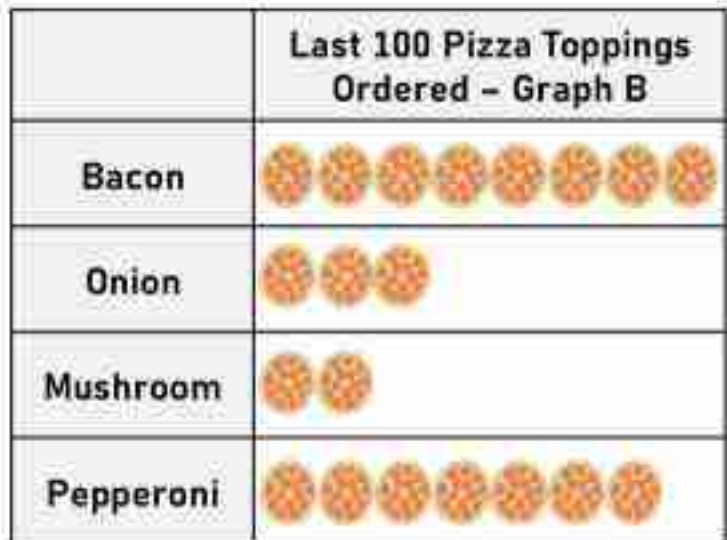 Last 100 Pizza Toppings
Ordered – Graph B
Bacon
Onion
Mushroom
Pepperoni